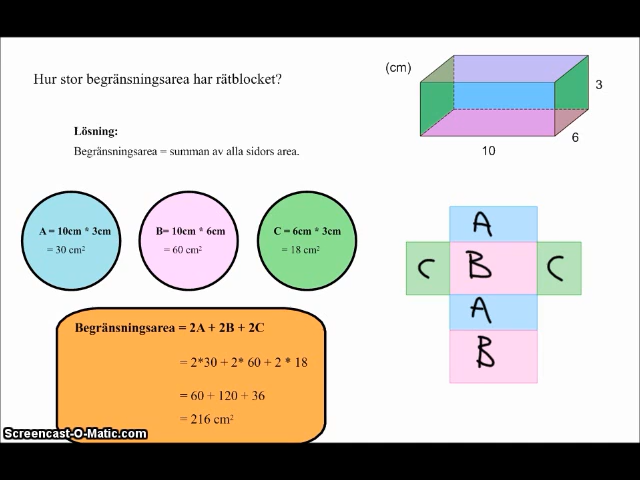 Hur stor begränsningsarea har rätblocket?
(cm)
3
6
10
Lösning:
Begränsningsarea = summan av alla sidors area.
A = 10cm * 3cm
= 30 cm²
B= 10cm * 6cm
= 60 cm²
C = 6cm * 3cm
= 18 cm²
A
C B C
A
B
Begränsningsarea = 2A + 2B + 2C
= 2*30 + 2* 60 + 2 * 18
= 60 + 120 + 36
= 216 cm²
Screencast-O-Matic.com